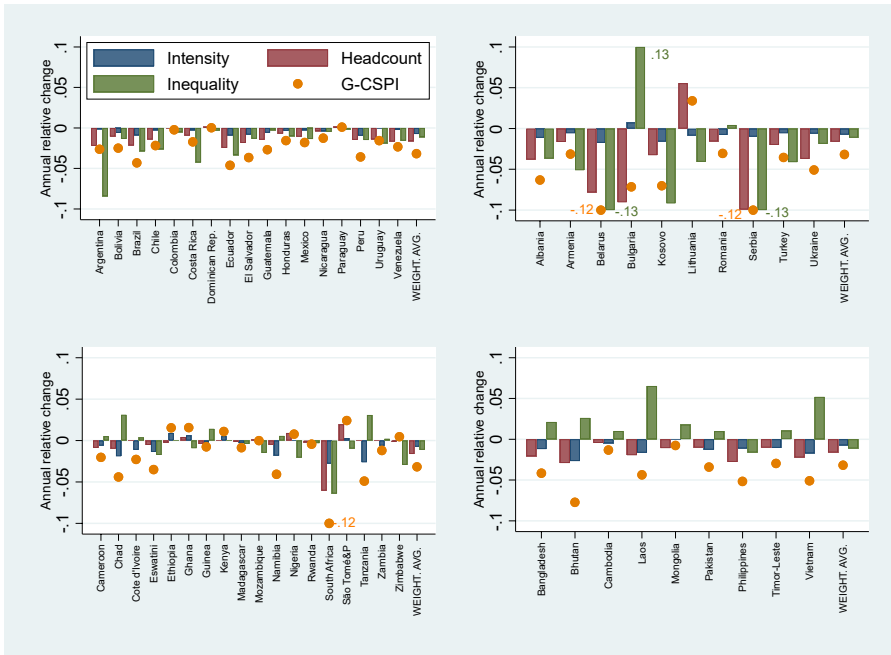 Annual relative change
.1
.05
0
-.05
-.1
Intensity
Headcount
Inequality
G-CSPI
Argentina
Bolivia
Brazil
Chile
Colombia
Costa Rica
Dominican Rep.
Ecuador
El Salvador
Guatemala
Honduras
Mexico
Nicaragua
Paraguay
Peru
Uruguay
Venezuela
WEIGHT. AVG.
Annual relative change
.1
.05
0
-.05
-.1
.13
-.12
-.13
-.12
-.13
Albania
Armenia
Belarus
Bulgaria
Kosovo
Lithuania
Romania
Serbia
Turkey
Ukraine
WEIGHT. AVG.
Annual relative change
.1
.05
0
-.05
-.1
-.12
Cameroon
Chad
Cote d'Ivoire
Eswatini
Ethiopia
Ghana
Guinea
Kenya
Madagascar
Mozambique
Namibia
Nigeria
Rwanda
South Africa
São Tomé&P
Tanzania
Zambia
Zimbabwe
WEIGHT. AVG.
Annual relative change
.1
.05
0
-.05
-.1
Bangladesh
Bhutan
Cambodia
Laos
Mongolia
Pakistan
Philippines
Timor-Leste
Vietnam
WEIGHT. AVG.